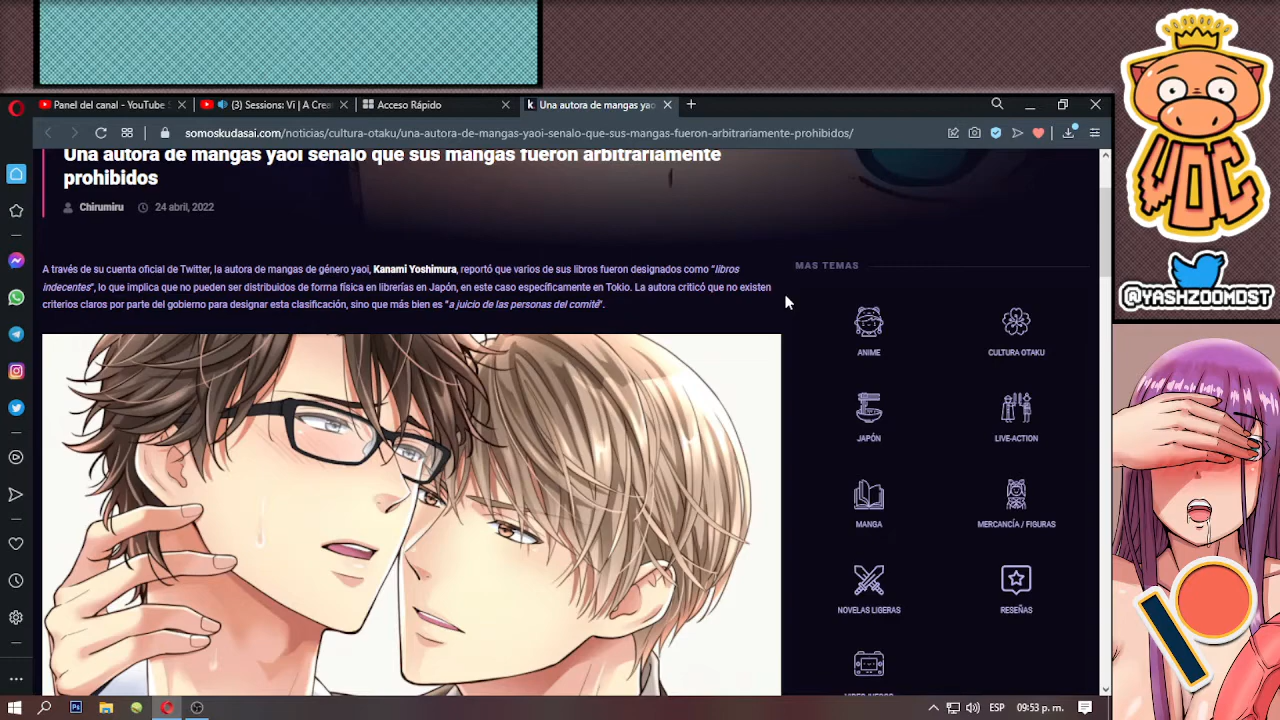 Panel del canal - YouTube S
(3) Sessions: Vi | A Crea
Acceso Rápido
Una autora de mangas yao
somoskudasaii.com/noticias/cultura-otaku/una-autora-de-mangas-yaoi-senalo-que-sus-mangas-fueron-arbitrariamente-prohibidos/
Una autora de mangas yaoi señaló que sus mangas fueron arbitrariamente
prohibidos
Chirumiru 24 abril, 2022
A través de su cuenta oficial de Twitter, la autora de mangas de género yaoi, Kanami Yoshimura, reportó que varios de sus libros fueron designados como "libros
indecentes", lo que implica que no pueden ser distribuidos de forma física en librerías en Japón, en este caso específicamente en Tokio. La autora criticó que no existen
criterios claros por parte del gobierno para designar esta clasificación, sino que más bien es "a juicio de las personas del comité".
MAS TEMAS
ANIME
CULTURA OTAKU
JAPÓN
LIVE-ACTION
MANGA
MERCANCÍA / FIGURAS
NOVELAS LIGERAS
RESEÑAS
VOC
@YASHZOOMDST
ESP 09:53 p. m.